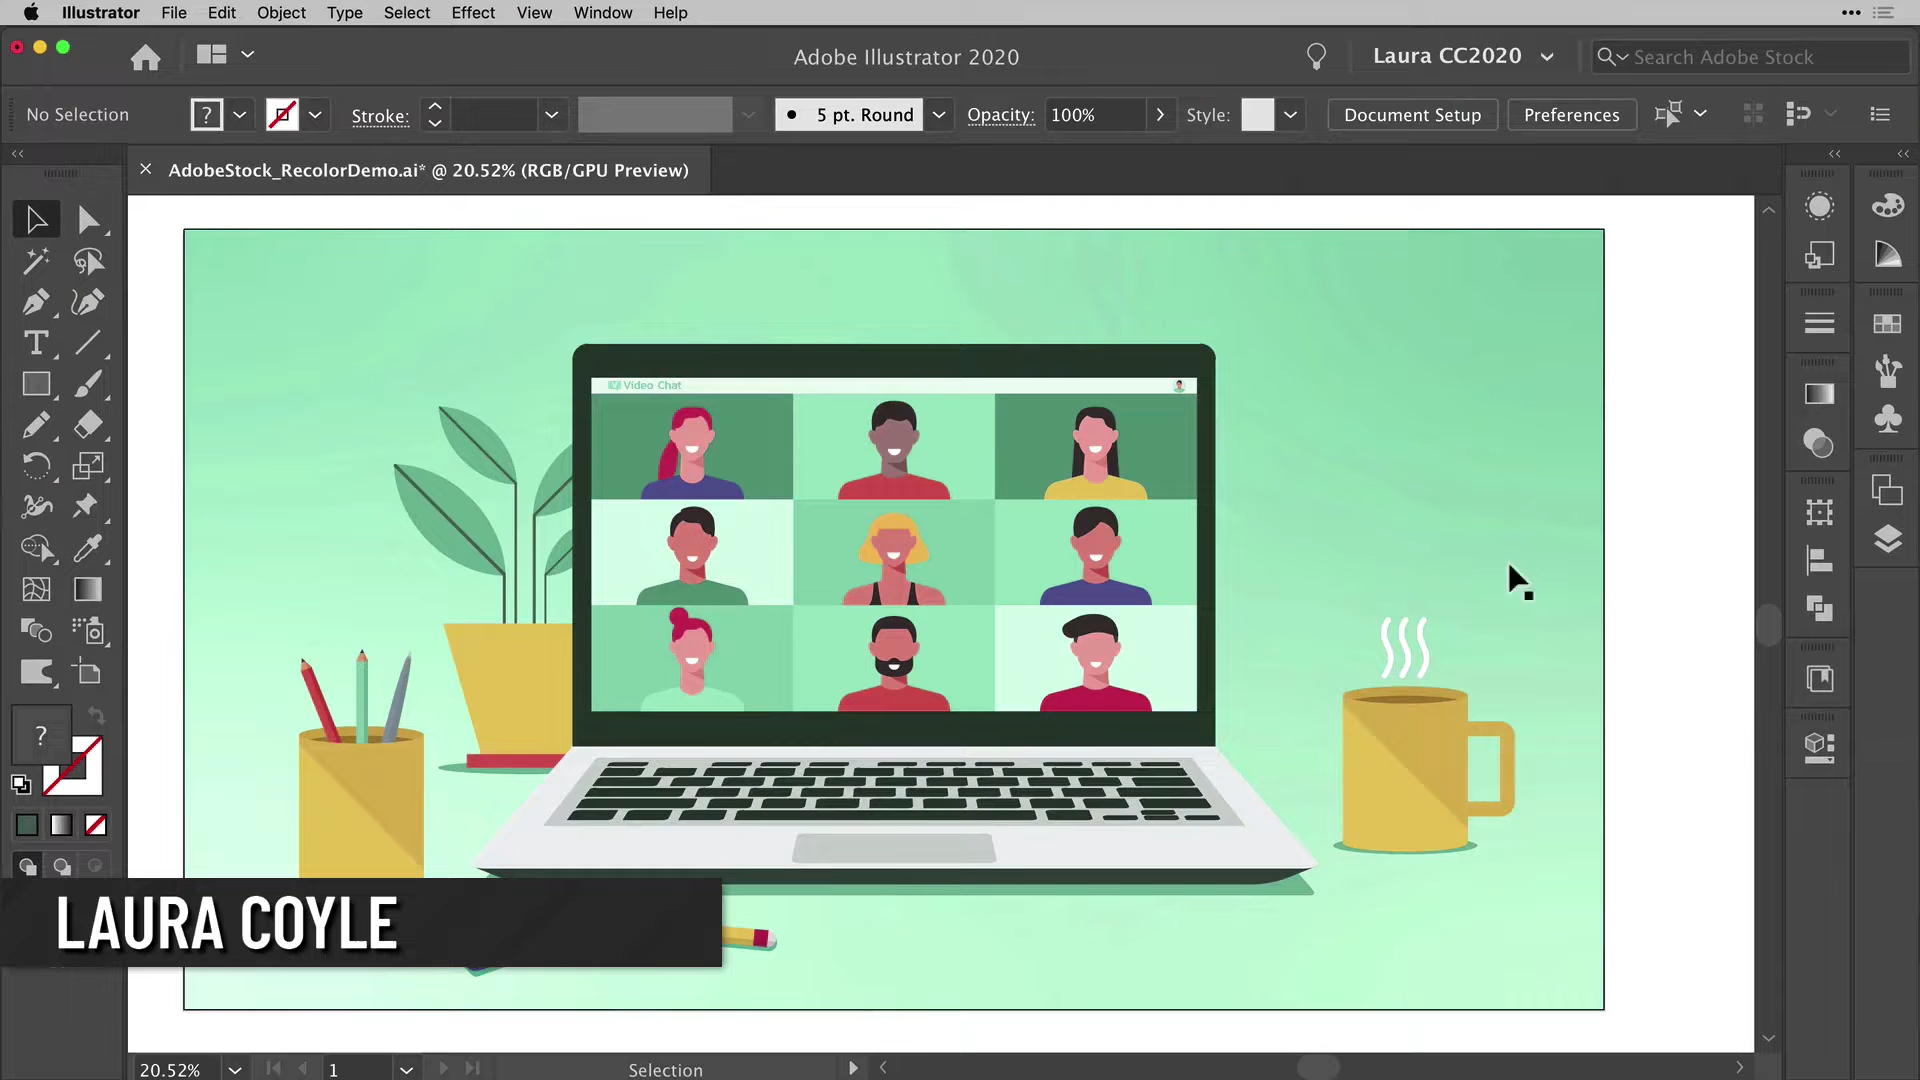 Illustrator File Edit Object Type Select Effect View Window Help
Adobe Illustrator 2020
Laura CC2020
Search Adobe Stock
No Selection
?
Stroke:
5 pt. Round
Opacity:
100%
Style:
Document Setup
Preferences
AdobeStock_RecolorDemo.ai* @ 20.52% (RGB/GPU Preview)
Video Chat
?
LAURA COYLE
20.52%
1
Selection